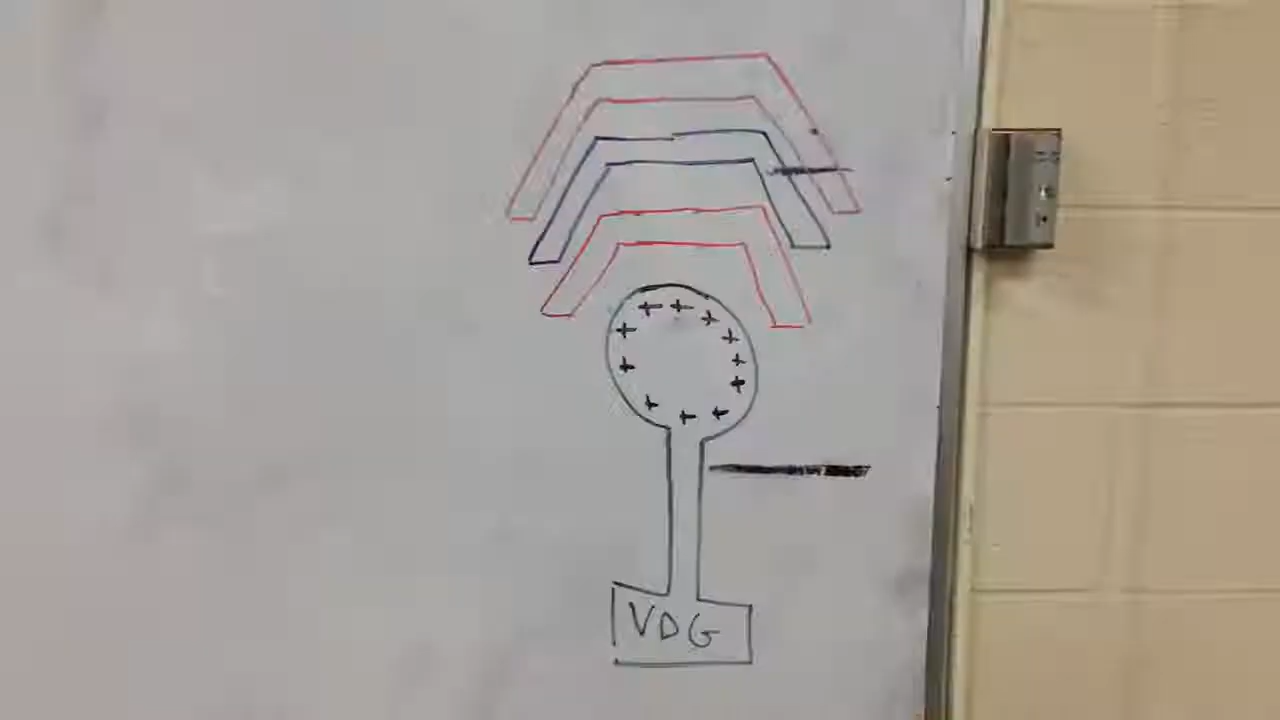 + + + + + + + + + + + +
VDG